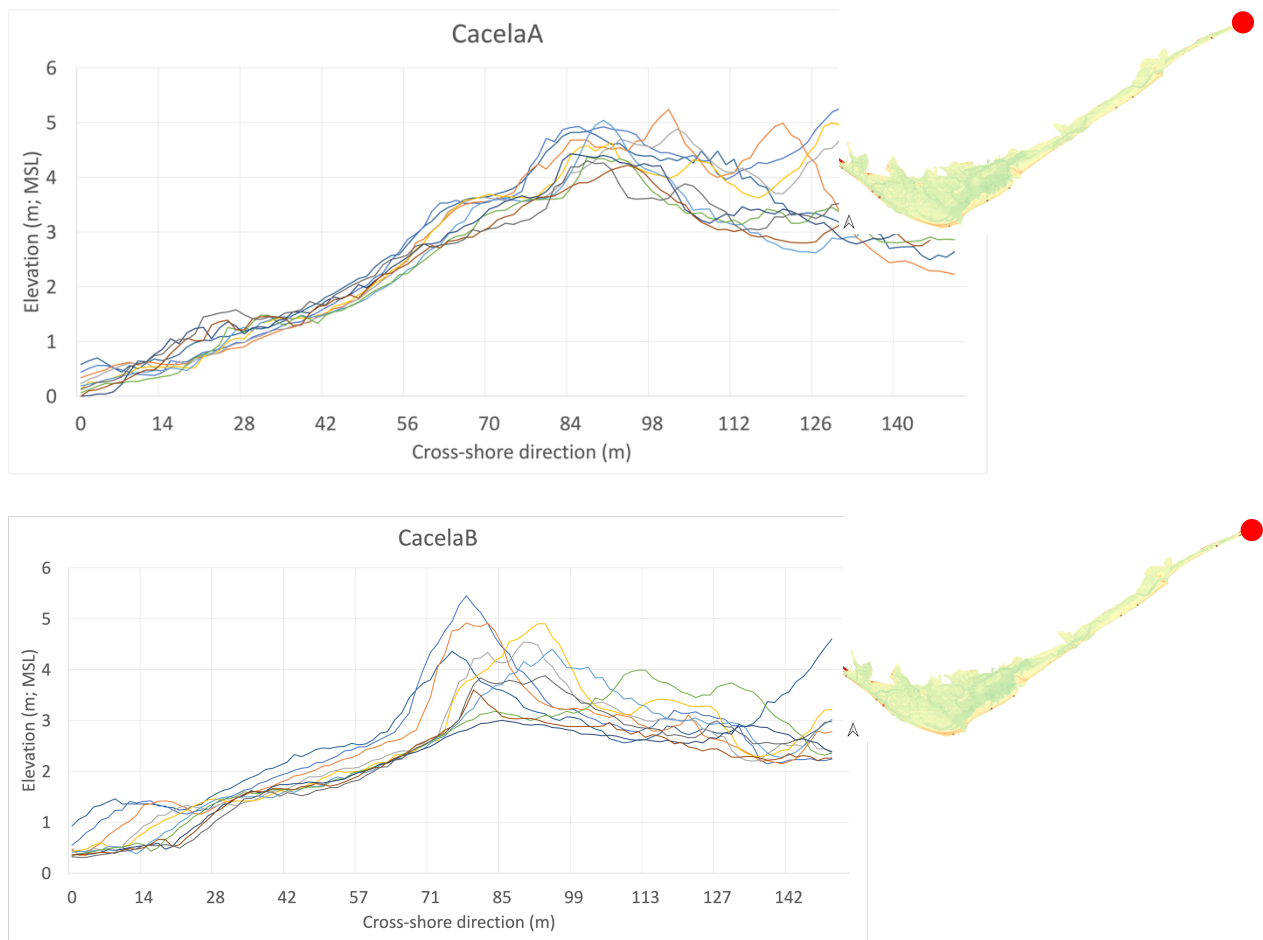 CacelaA
6
5
4
3
2
1
0
Elevation (m; MSL)
0 14 28 42 56 70 84 98 112 126 140
Cross-shore direction (m)
CacelaB
6
5
4
3
2
1
0
Elevation (m; MSL)
0 14 28 42 57 71 85 99 113 127 142
Cross-shore direction (m)